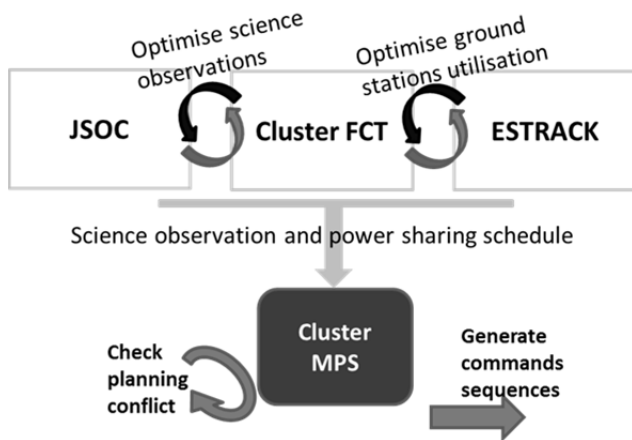 Optimise science
observations
Optimise ground
stations utilisation
JSOC
Cluster FCT
ESTRACK
Science observation and power sharing schedule
Cluster
MPS
Check
planning
conflict
Generate
commands
sequences